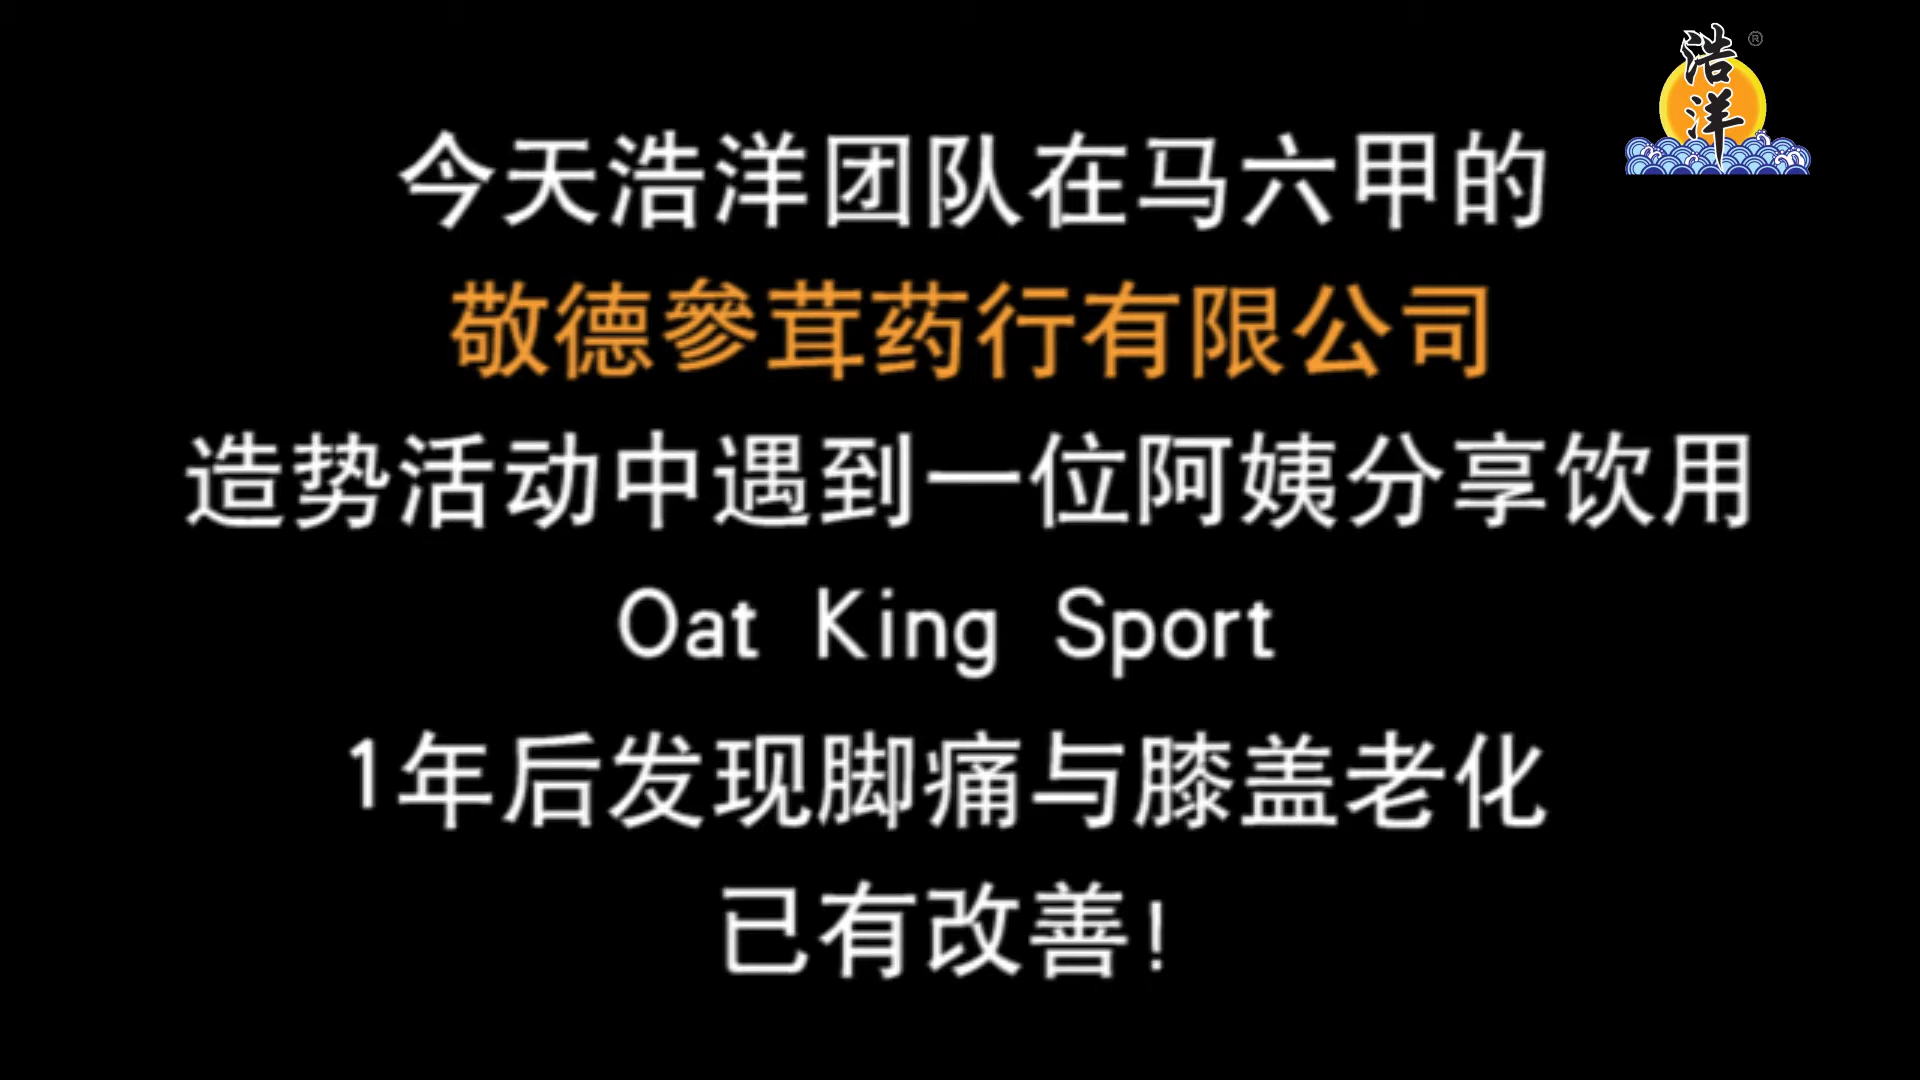 浩洋®
今天浩洋团队在马六甲的
敬德參茸药行有限公司
造势活动中遇到一位阿姨分享饮用
Oat King Sport
1年后发现脚痛与膝盖老化
已有改善!